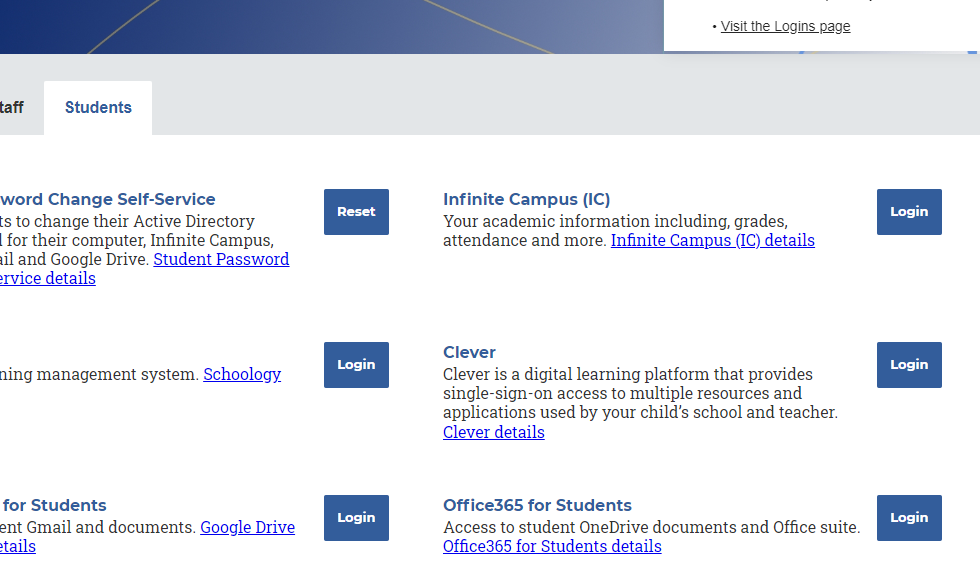 • Visit the Logins page
taff
Students
word Change Self-Service
ts to change their Active Directory
l for their computer, Infinite Campus,
ail and Google Drive. Student Password
ervice details
Reset
Infinite Campus (IC)
Your academic information including, grades,
attendance and more. Infinite Campus (IC) details
Login
ning management system. Schoology
Login
Clever
Clever is a digital learning platform that provides
single-sign-on access to multiple resources and
applications used by your child's school and teacher.
Clever details
Login
for Students
ent Gmail and documents. Google Drive
etails
Login
Office365 for Students
Access to student OneDrive documents and Office suite.
Office365 for Students details
Login